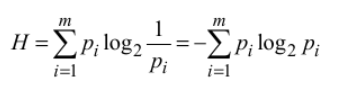 H = \sum_{i=1}^{m} p_i \log_2 \frac{1}{p_i} = -\sum_{i=1}^{m} p_i \log_2 p_i